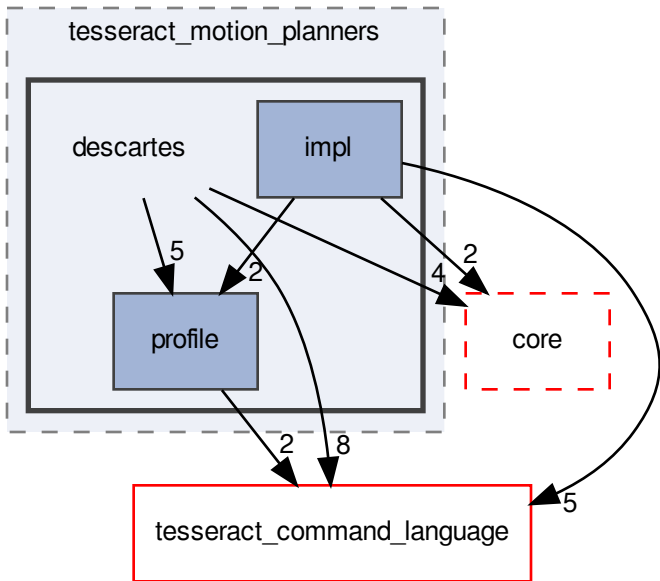 tesseract_motion_planners
descartes
impl
5
2
2
4
profile
core
2
8
5
tesseract_command_language